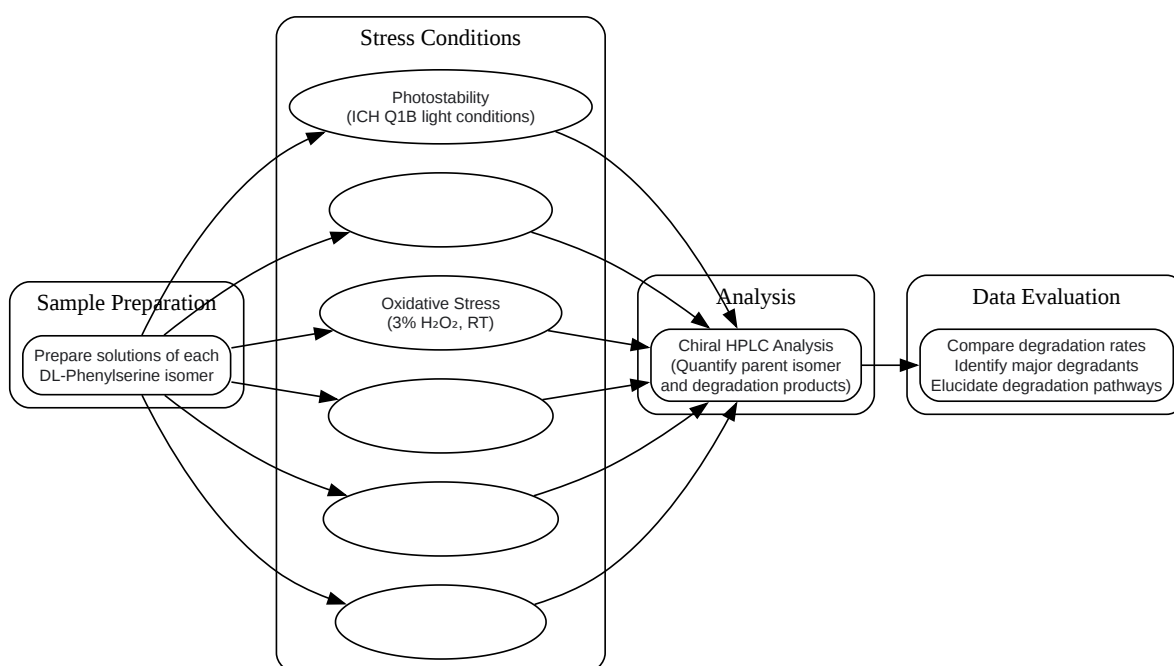 Stress Conditions
Photostability
(ICH Q1B light conditions)
Oxidative Stress
(3% H₂O₂, RT)
Sample Preparation
Prepare solutions of each
DL-Phenylserine isomer
Analysis
Chiral HPLC Analysis
(Quantify parent isomer
and degradation products)
Data Evaluation
Compare degradation rates
Identify major degradants
Elucidate degradation pathways